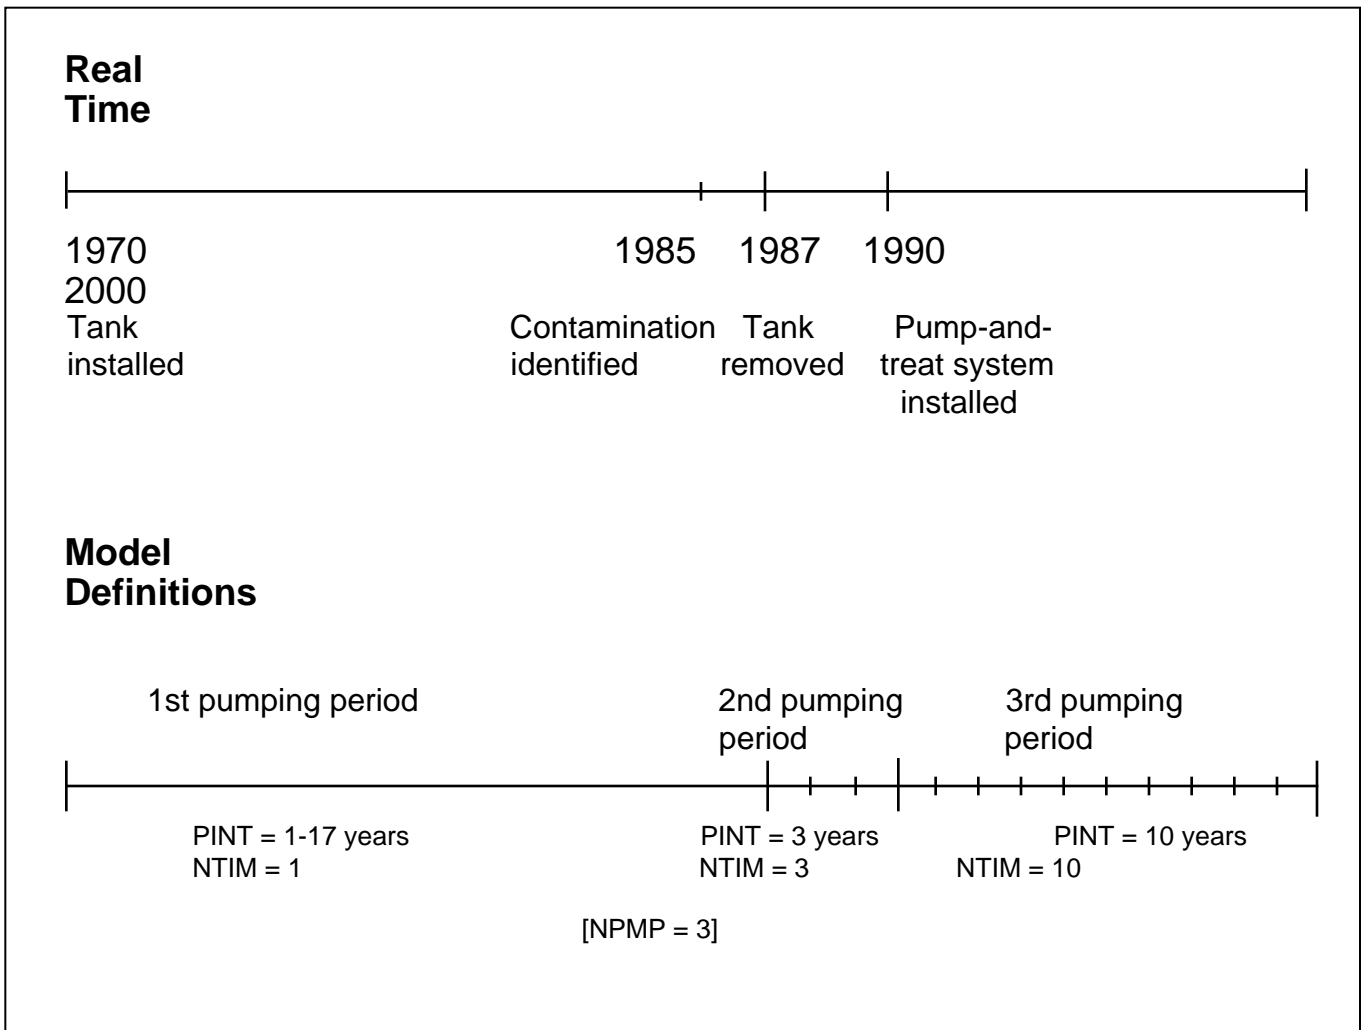 Real
Time
1970 1985 1987 1990
2000
Tank Contamination Tank Pump-and-
installed identified removed treat system
installed
Model
Definitions
1st pumping period 2nd pumping 3rd pumping
period period
PINT = 1-17 years PINT = 3 years PINT = 10 years
NTIM = 1 NTIM = 3 NTIM = 10
[NPMP = 3]